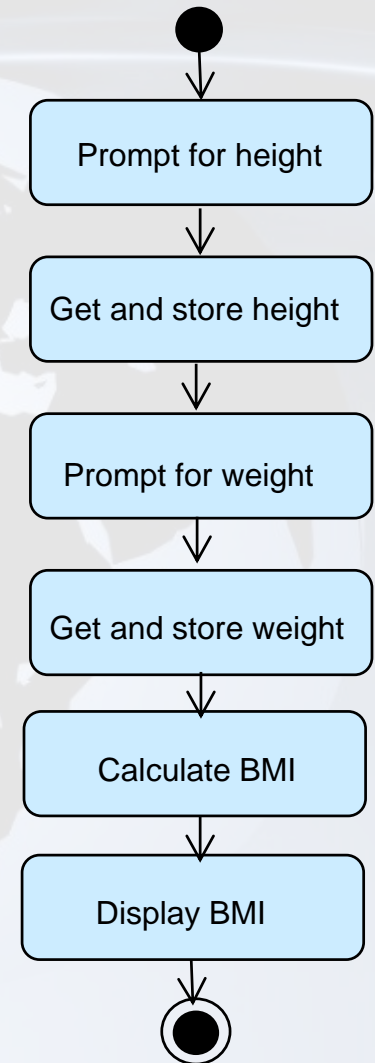 Prompt for height
Get and store height
Prompt for weight
Get and store weight
Calculate BMI
Display BMI